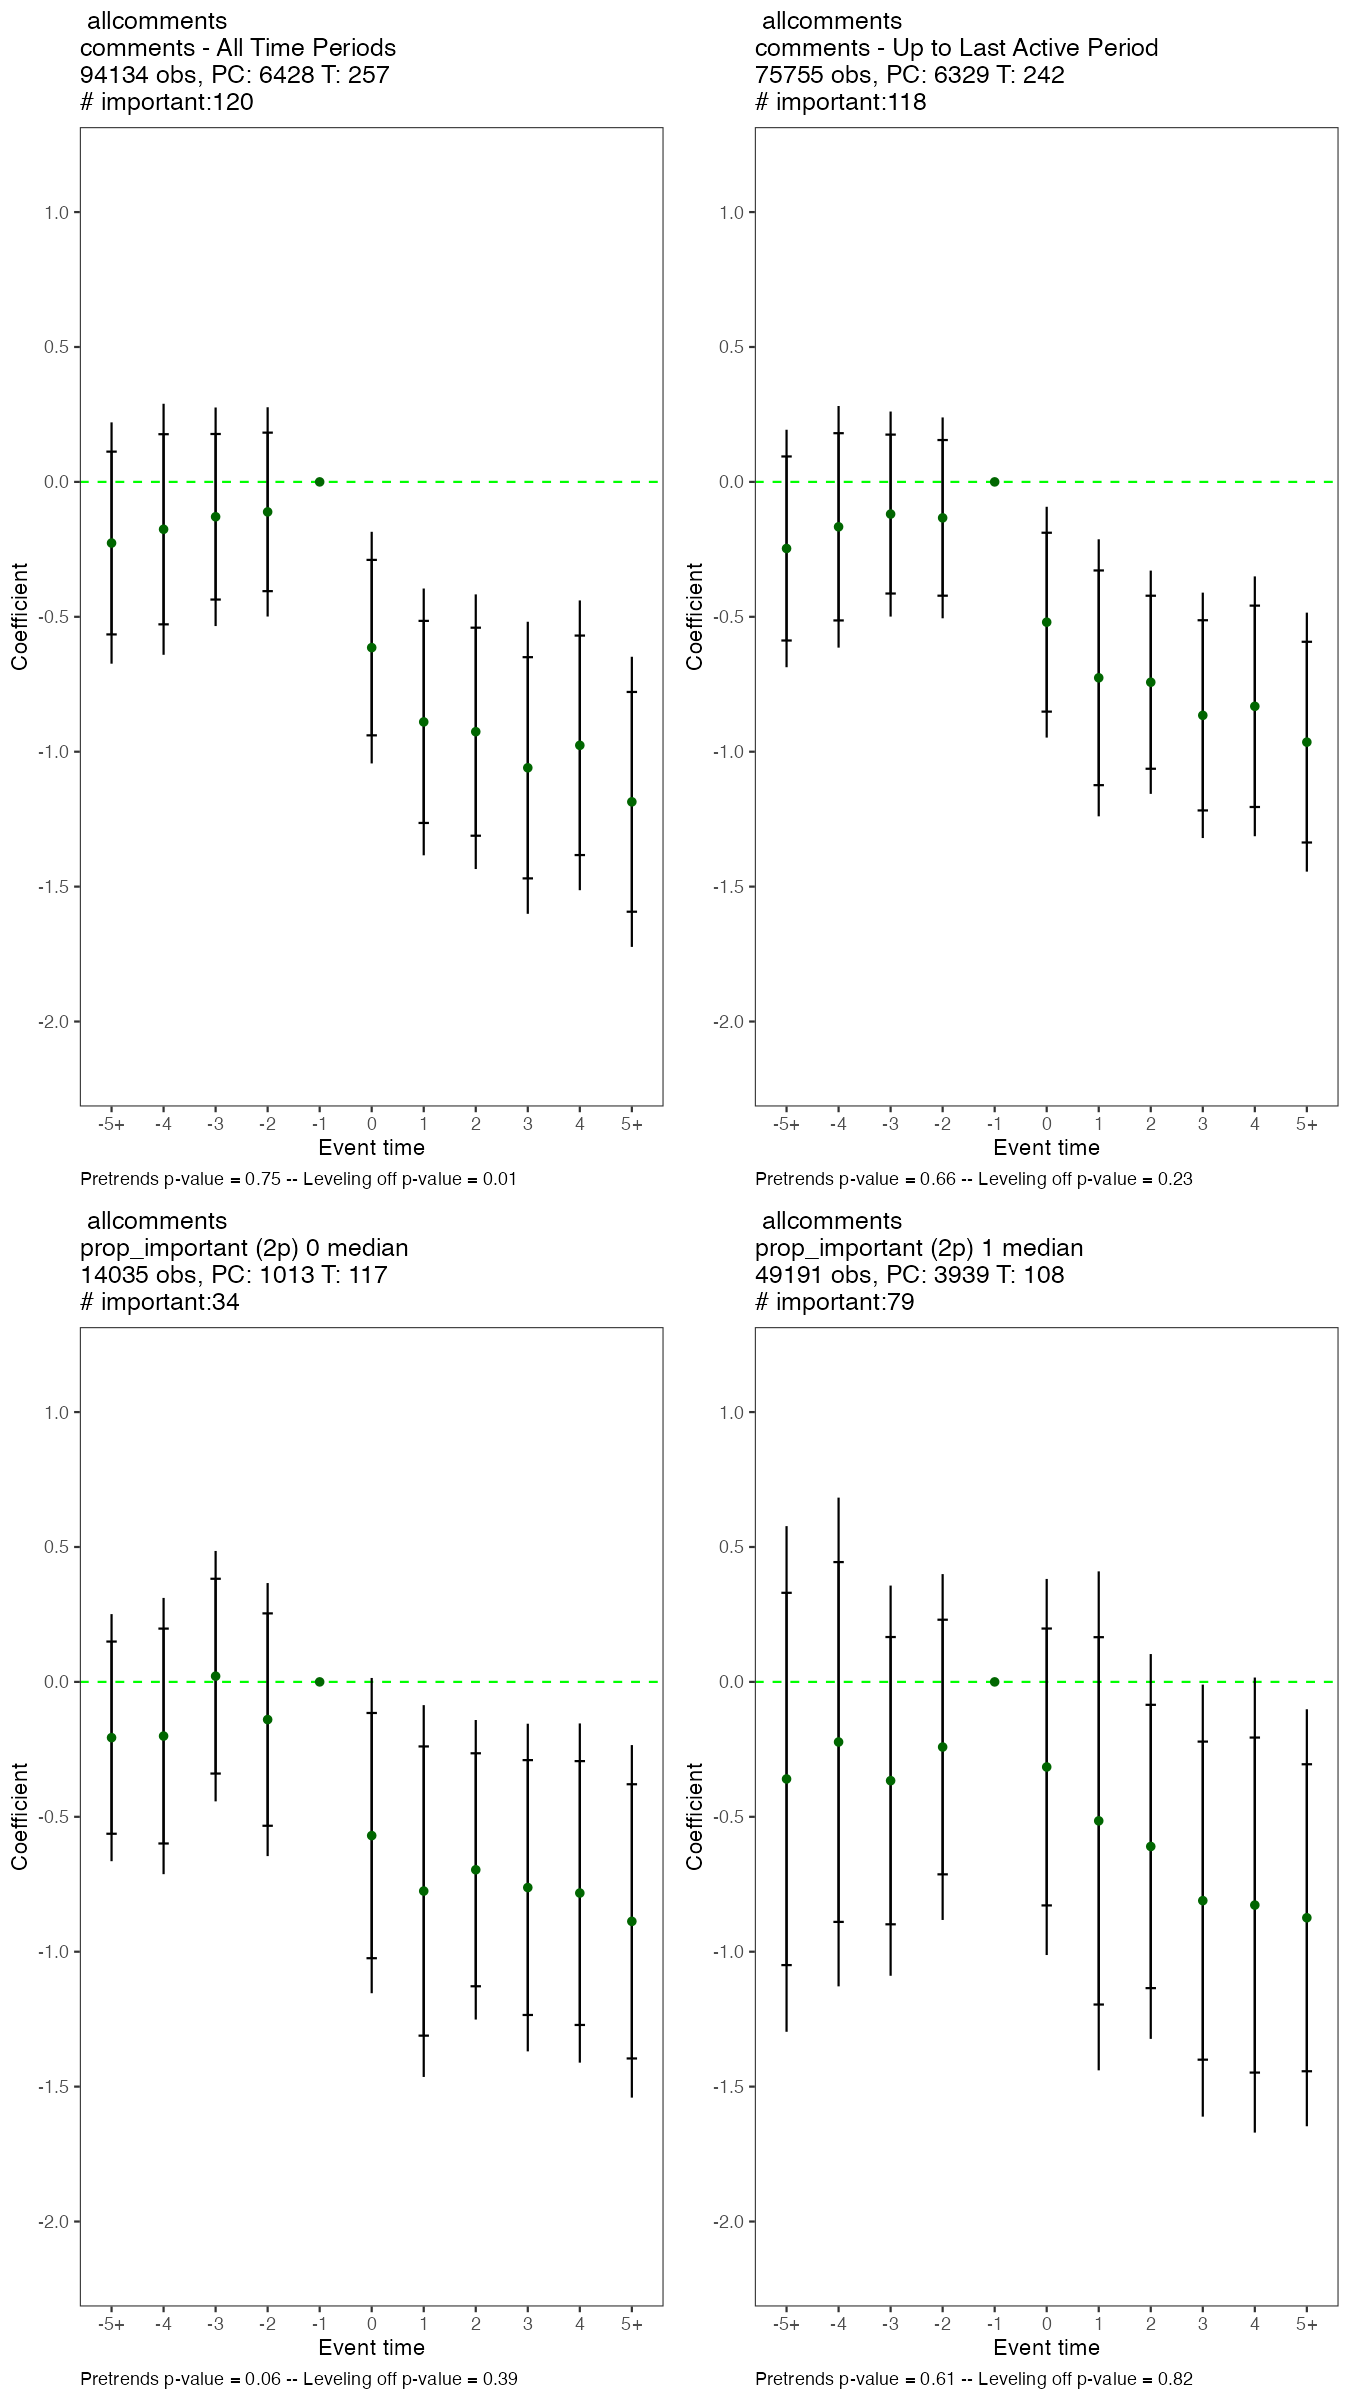 allcomments
comments - All Time Periods
94134 obs, PC: 6428 T: 257
# important:120
1.0
0.5
0.0
-0.5
-1.0
-1.5
-2.0
Coefficient
-5+ -4 -3 -2 -1 0 1 2 3 4 5+
Event time
Pretrends p-value = 0.75 -- Leveling off p-value = 0.01
allcomments
comments - Up to Last Active Period
75755 obs, PC: 6329 T: 242
# important:118
1.0
0.5
0.0
-0.5
-1.0
-1.5
-2.0
Coefficient
-5+ -4 -3 -2 -1 0 1 2 3 4 5+
Event time
Pretrends p-value = 0.66 -- Leveling off p-value = 0.23
allcomments
prop_important (2p) 0 median
14035 obs, PC: 1013 T: 117
# important:34
1.0
0.5
0.0
-0.5
-1.0
-1.5
-2.0
Coefficient
-5+ -4 -3 -2 -1 0 1 2 3 4 5+
Event time
Pretrends p-value = 0.06 -- Leveling off p-value = 0.39
allcomments
prop_important (2p) 1 median
49191 obs, PC: 3939 T: 108
# important:79
1.0
0.5
0.0
-0.5
-1.0
-1.5
-2.0
Coefficient
-5+ -4 -3 -2 -1 0 1 2 3 4 5+
Event time
Pretrends p-value = 0.61 -- Leveling off p-value = 0.82